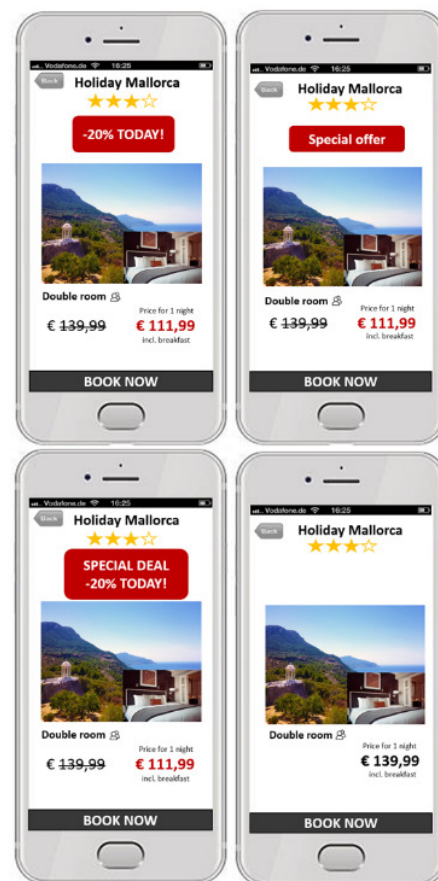 Vodafone.de 16:25
Back
Holiday Mallorca
-20% TODAY!
Double room
Price for 1 night
€ 139,99 € 111,99
incl. breakfast
BOOK NOW
Vodafone.de 16:25
Back
Holiday Mallorca
Special offer
Double room
Price for 1 night
€ 139,99 € 111,99
incl. breakfast
BOOK NOW
Vodafone.de 16:25
Back
Holiday Mallorca
SPECIAL DEAL
-20% TODAY!
Double room
Price for 1 night
€ 139,99 € 111,99
incl. breakfast
BOOK NOW
Vodafone.de 16:25
Back
Holiday Mallorca
Double room
Price for 1 night
€ 139,99
incl. breakfast
BOOK NOW